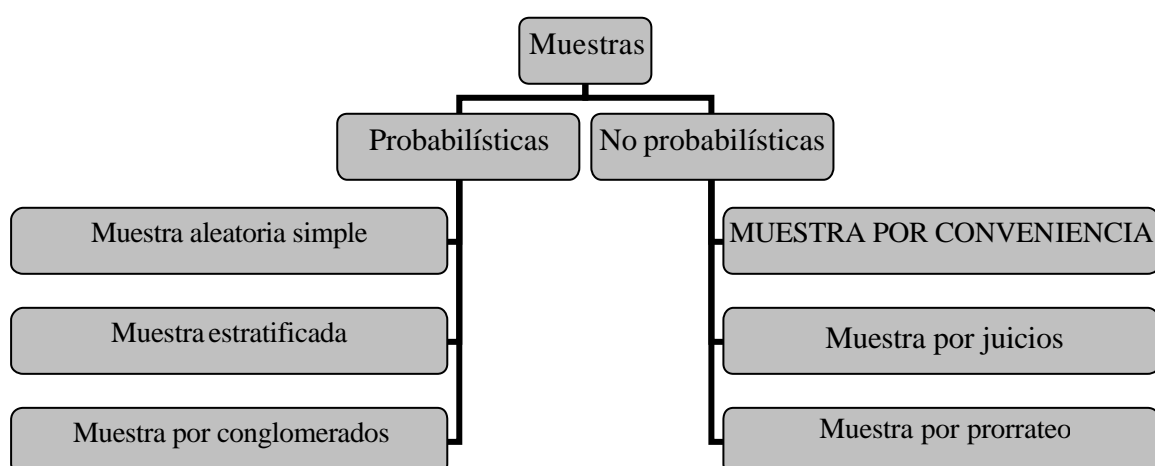 Muestras
Probabilísticas
No probabilísticas
Muestra aleatoria simple
MUESTRA POR CONVENIENCIA
Muestra estratificada
Muestra por juicios
Muestra por conglomerados
Muestra por prorrateo